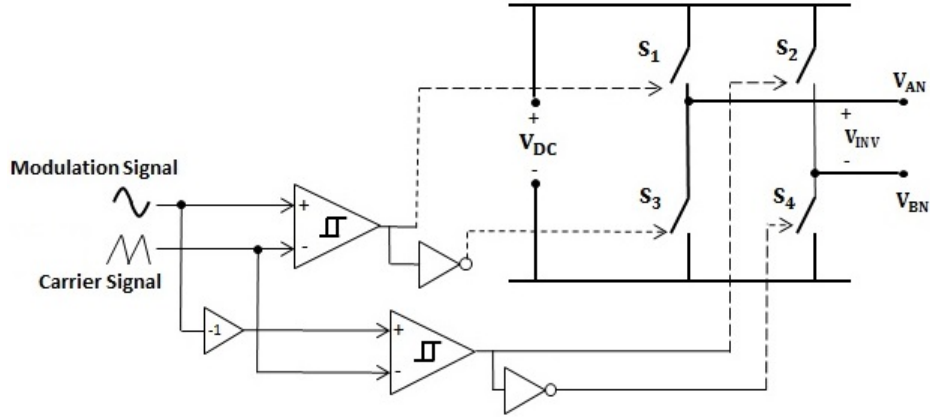 S1
S2
VAN
+
VDC
-
+
VINV
-
Modulation Signal
+
-
Carrier Signal
S3
S4
VBN
-1
+
-